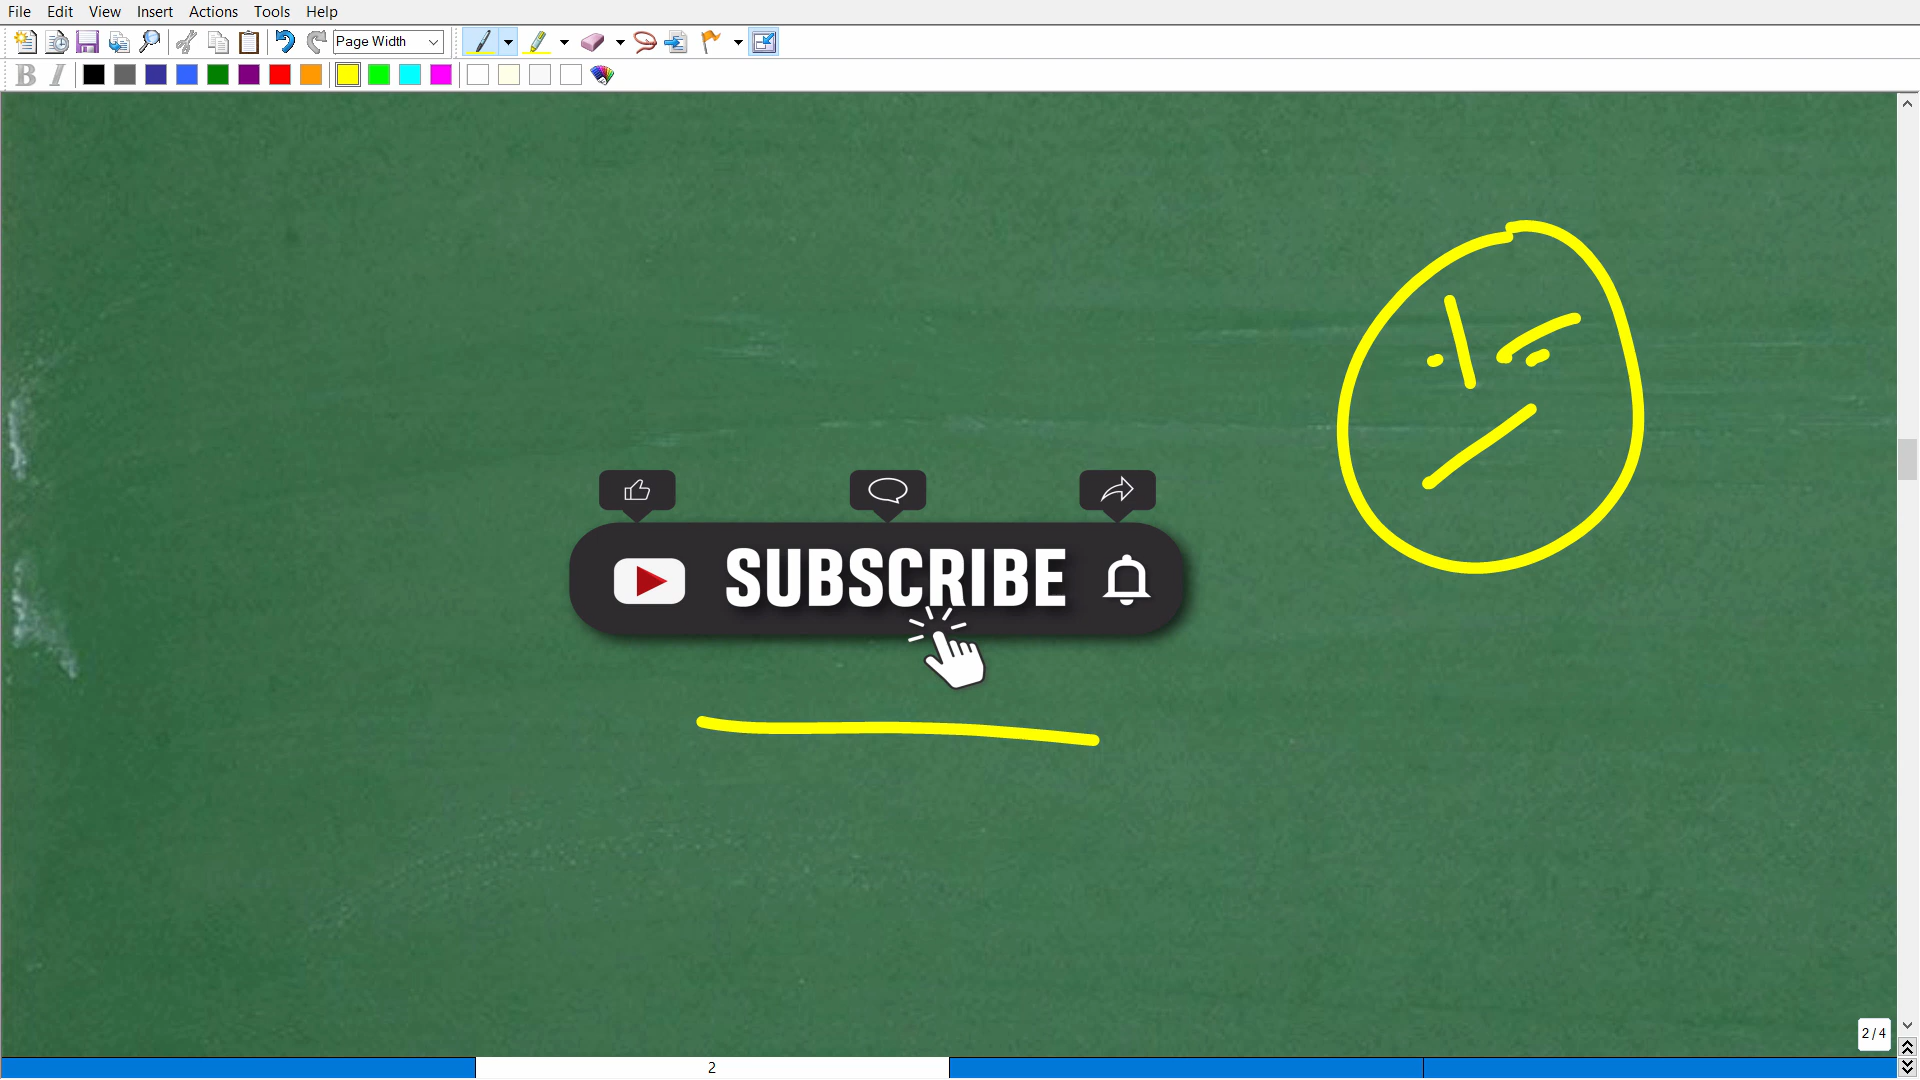 File Edit View Insert Actions Tools Help
Page Width
B I
SUBSCRIBE
2 / 4
2